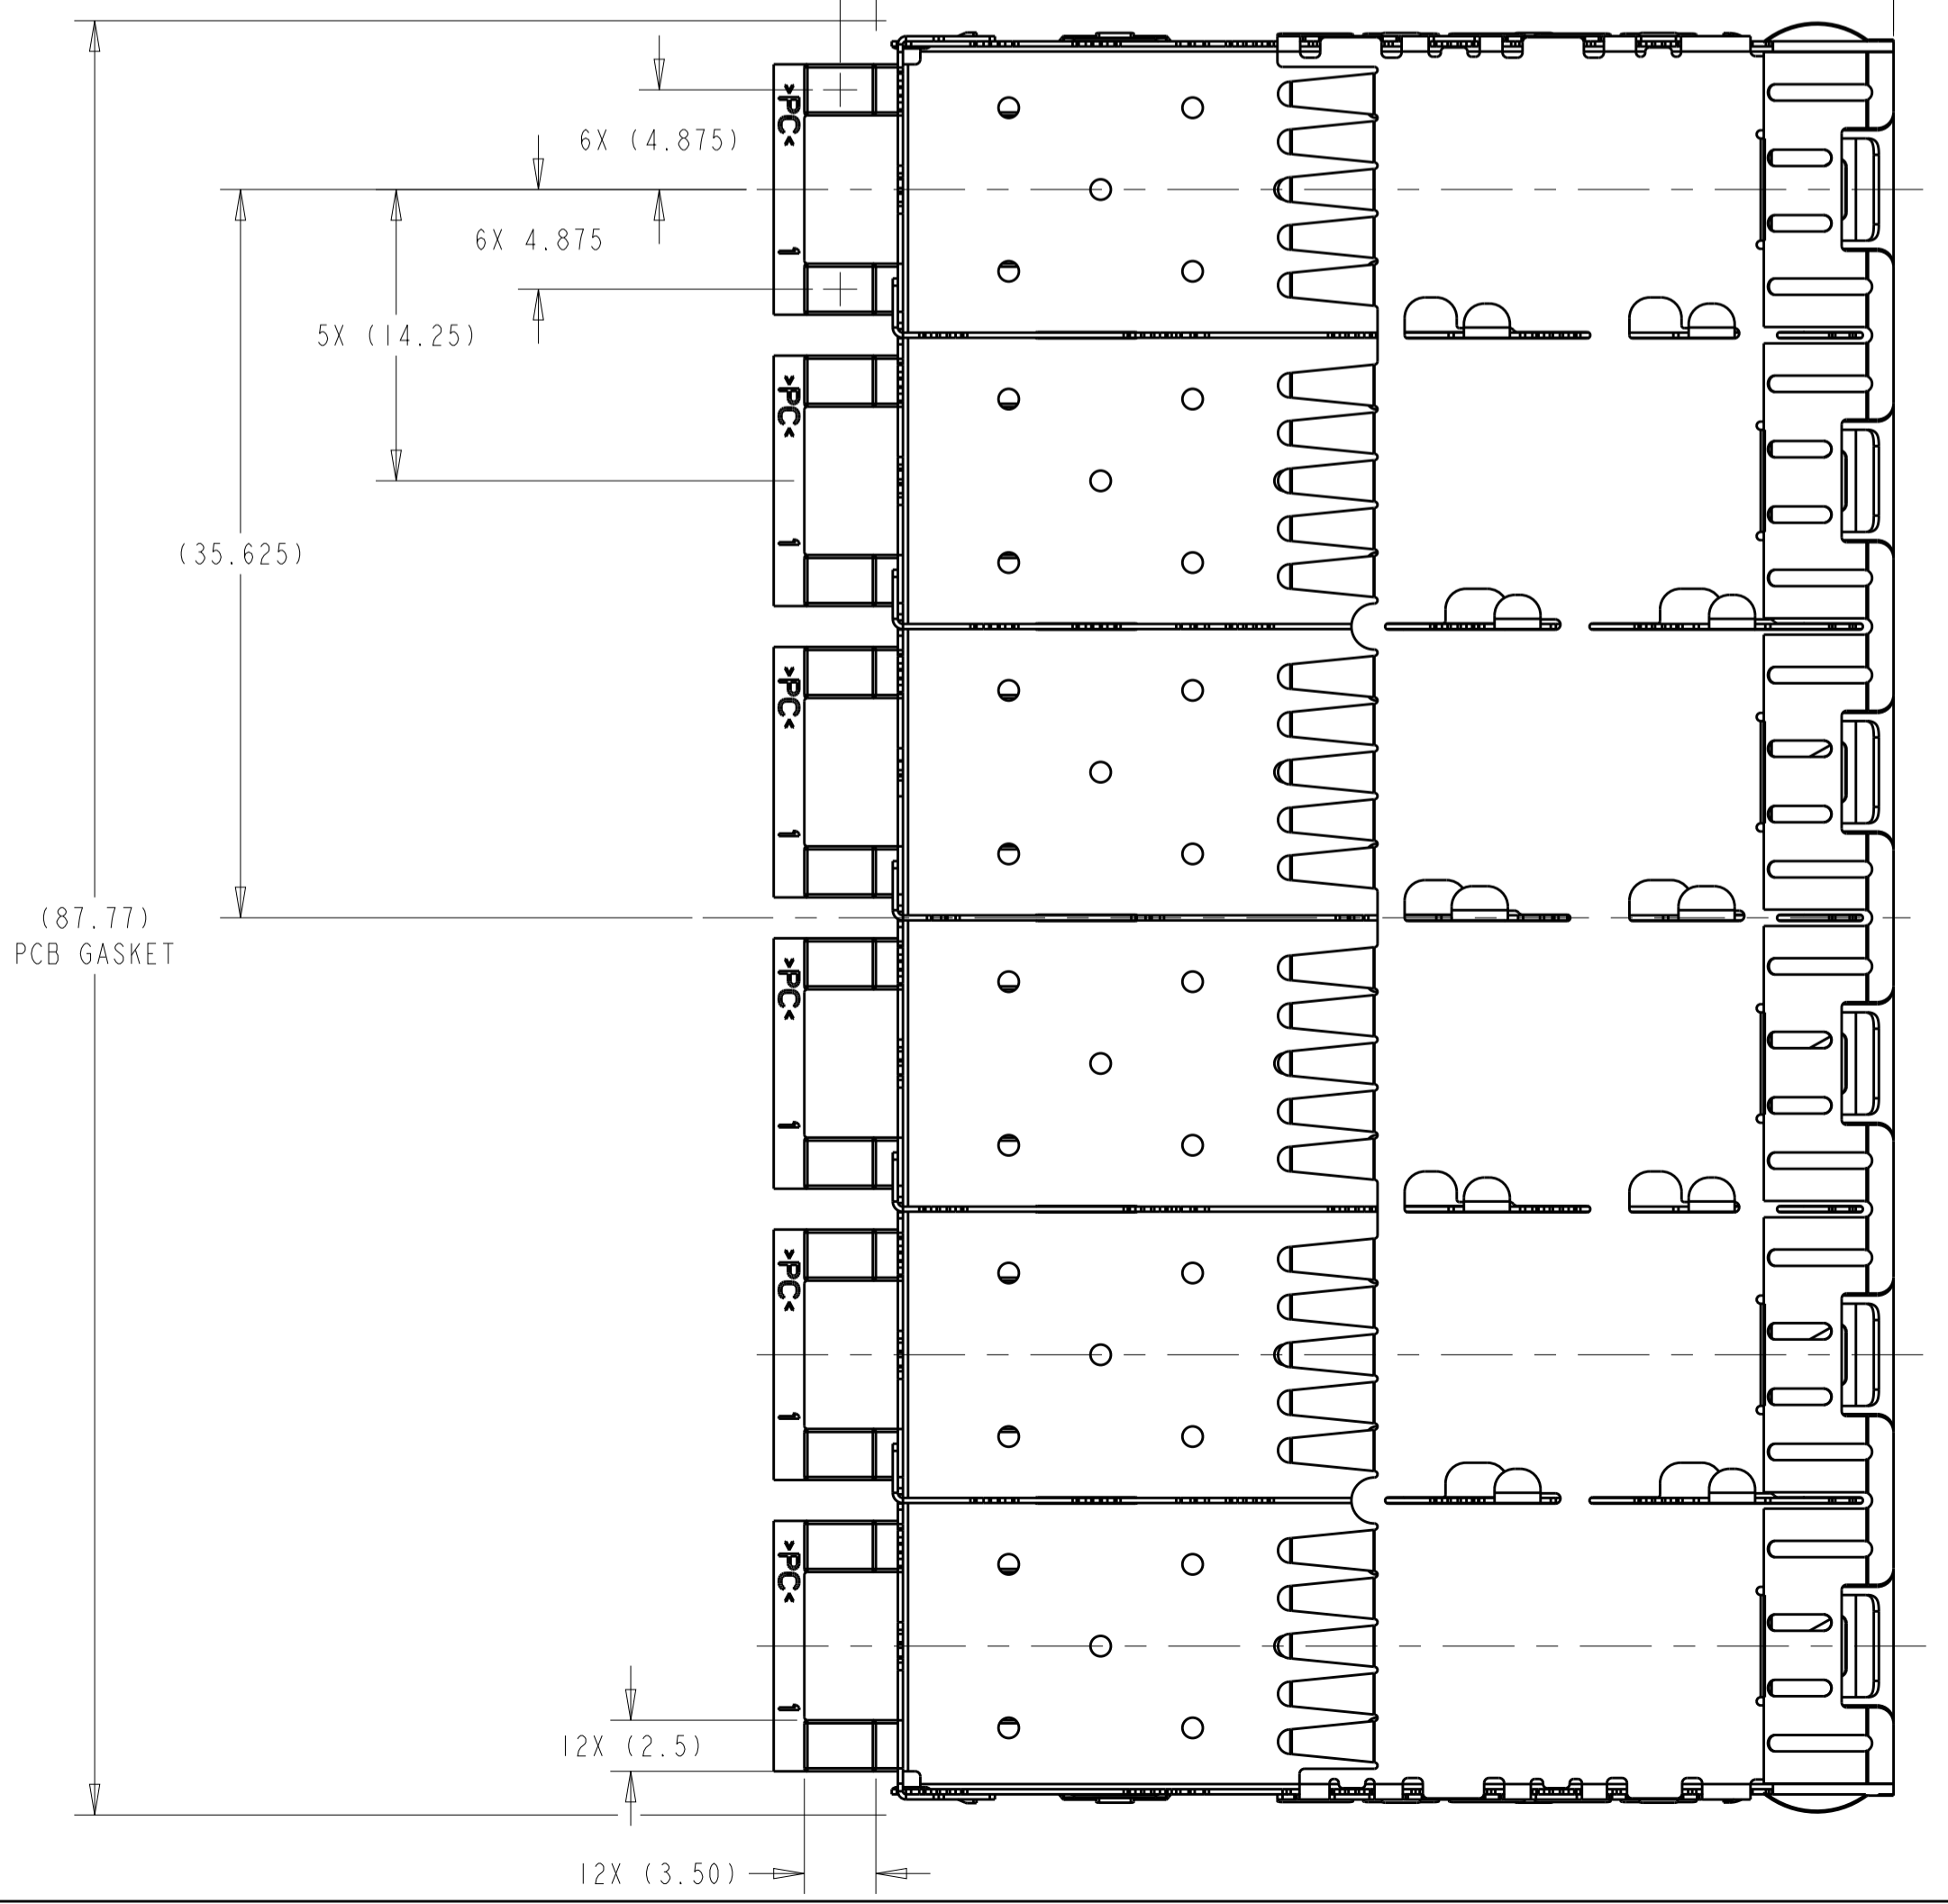 >PC<
6X (4.875)
6X 4.875
1
5X (14.25)
>PC<
1
(35.625)
>PC<
1
(87.77)
PCB GASKET
>PC<
1
>PC<
1
>PC<
1
12X (2.5)
12X (3.50)